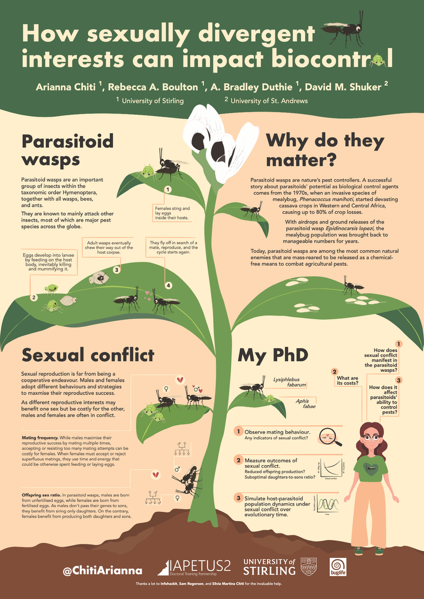 How sexually divergent
interests can impact biocontrol
Arianna Chiti 1, Rebecca A. Boulton 1, A. Bradley Duthie 1, David M. Shuker 2
1 University of Stirling
2 University of St. Andrews
Parasitoid
wasps
Parasitoid wasps are an important
group of insects within the
taxonomic order Hymenoptera,
together with all wasps, bees,
and ants.
They are known to mainly attack other
insects, most of which are major pest
species across the globe.
1
Females sting and
lay eggs
inside their hosts.
Adult wasps eventually
chew their way out of the
host corpse.
They fly off in search of a
mate, reproduce, and the
cycle starts again.
Eggs develop into larvae
by feeding on the host
body, inevitably killing
and mummifying it.
2
3
4
Why do they
matter?
Parasitoid wasps are nature's pest controllers. A successful
story about parasitoids' potential as biological control agents
comes from the 1970s, when an invasive species of
mealybug, Phenacoccus manihoti, started devastating
cassava crops in Western and Central Africa,
causing up to 80% of crop losses.
With airdrops and ground releases of the
parasitoid wasp Epidinocarsis lopezi, the
mealybug population was brought back to
manageable numbers for years.
Today, parasitoid wasps are among the most common natural
enemies that are mass-reared to be released as a chemical-
free means to combat agricultural pests.
Sexual conflict
Sexual reproduction is far from being a
cooperative endeavour. Males and females
adopt different behaviours and strategies
to maximise their reproductive success.
As different reproductive interests may
benefit one sex but be costly for the other,
males and females are often in conflict.
Mating frequency. While males maximise their
reproductive success by mating multiple times,
accepting or resisting too many mating attempts can be
costly for females. When females must accept or reject
superfluous matings, they use time and energy that
could be otherwise spent feeding or laying eggs.
Offspring sex ratio. In parasitoid wasps, males are born
from unfertilised eggs, while females are born from
fertilised eggs. As males don't pass their genes to sons, they
benefit from siring only daughters. On the contrary,
females benefit from producing both daughters and sons.
My PhD
Lysiphlebus
fabarum
Aphis
fabae
1
How does
sexual conflict
manifest in
the parasitoid
wasps?
2
What are
its costs?
3
How does it
affect
parasitoids'
ability to
control
pests?
1 Observe mating behaviour.
Any indicators of sexual conflict?
2 Measure outcomes of
sexual conflict.
Reduced offspring production?
Suboptimal daughters-to-sons ratio?
3 Simulate host-parasitoid
population dynamics under
sexual conflict over
evolutionary time.
@ChitiArianna
IAPETUS2
Doctoral Training Partnership
UNIVERSITY OF
STIRLING
buglife
Thanks a lot to Infohackit, Sam Rogerson, and Silvia Martina Chiti for the invaluable help.